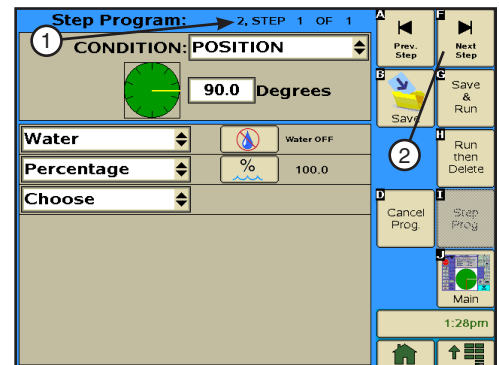 Step Program: 2, STEP 1 OF 1
1
CONDITION: POSITION
90.0 Degrees
Water
Water OFF
Percentage
%
100.0
Choose
A
Prev.
Step
F
Next
Step
B
Save
G
Save
&
Run
2
H
Run
then
Delete
D
Cancel
Prog.
I
Step
Prog
J
Main
1:28pm